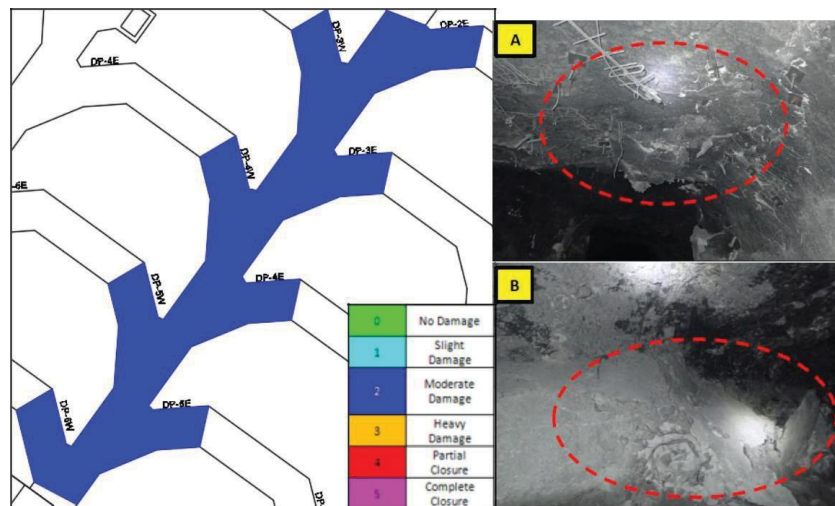 DP-3W
DP-2E
DP-4E
DP-4W
DP-3E
DP-5W
DP-4E
DP-6W
DP-5E
A
B
0 No Damage
1 Slight
Damage
2 Moderate
Damage
3 Heavy
Damage
4 Partial
Closure
5 Complete
Closure